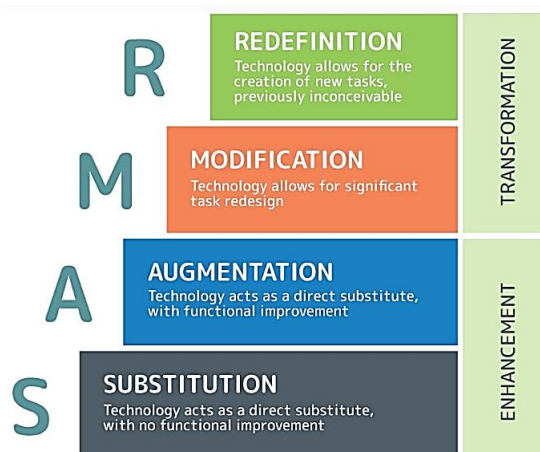 R
REDEFINITION
Technology allows for the
creation of new tasks,
previously inconceivable
M
MODIFICATION
Technology allows for significant
task redesign
TRANSFORMATION
A
AUGMENTATION
Technology acts as a direct substitute,
with functional improvement
S
SUBSTITUTION
Technology acts as a direct substitute,
with no functional improvement
ENHANCEMENT